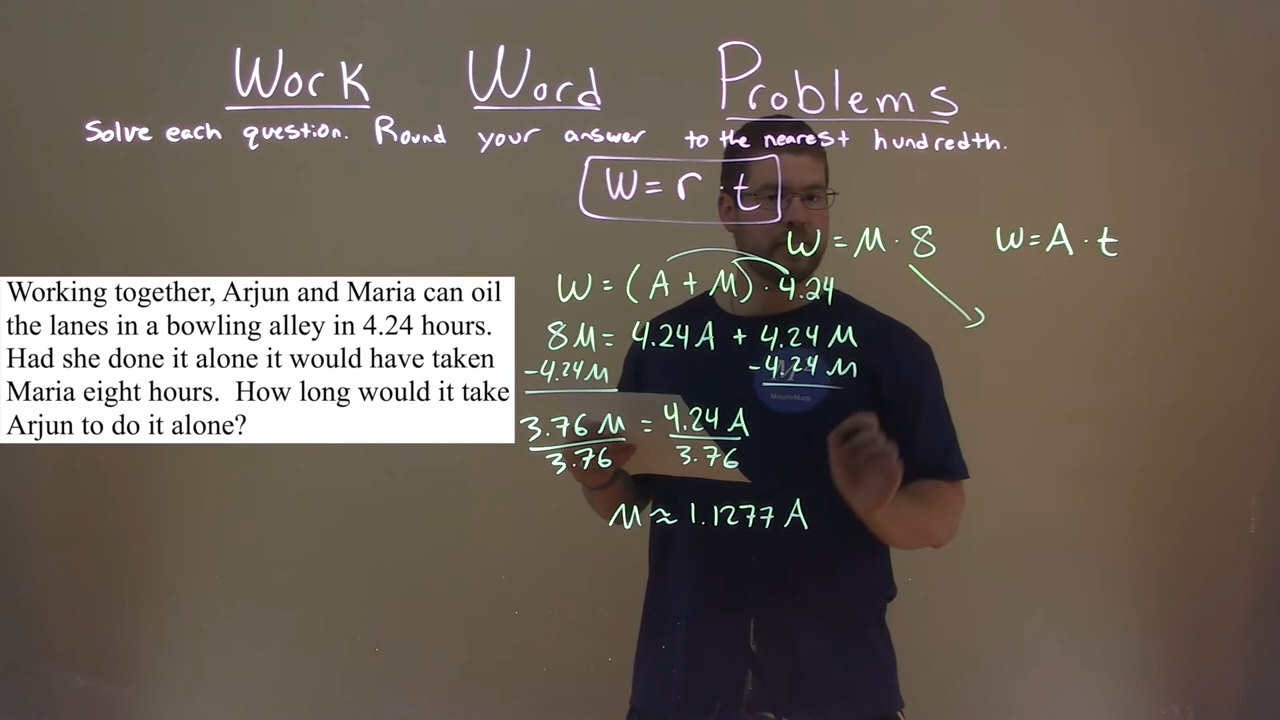 Work Word Problems
Solve each question. Round your answer to the nearest hundredth.
W = r · t
W = M · 8 W = A · t
W = (A + M) · 4.24
8M = 4.24A + 4.24M
-4.24M -4.24M
3.76M = 4.24A
3.76 3.76
M ≈ 1.1277A
Working together, Arjun and Maria can oil
the lanes in a bowling alley in 4.24 hours.
Had she done it alone it would have taken
Maria eight hours. How long would it take
Arjun to do it alone?
MinuteMath